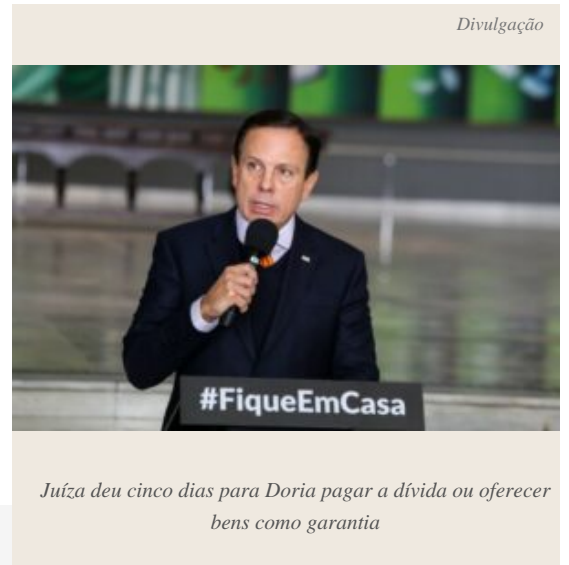 Divulgação
#FiqueEmCasa
Juíza deu cinco dias para Doria pagar a dívida ou oferecer
bens como garantia